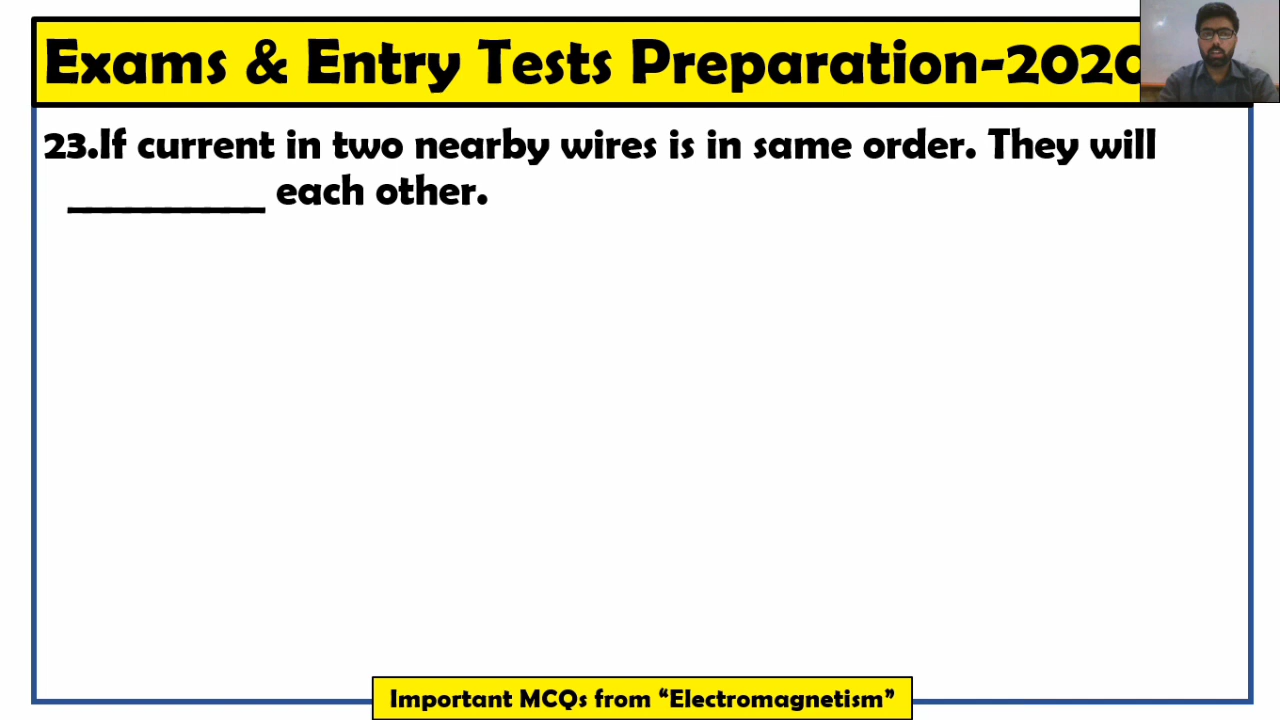 Exams & Entry Tests Preparation-2020
23.If current in two nearby wires is in same order. They will
__________ each other.
Important MCQs from “Electromagnetism”